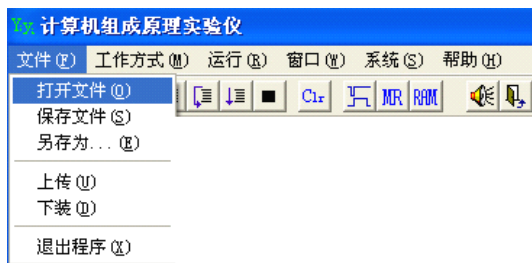 Yy 计算机组成原理实验仪
文件(F) 工作方式(M) 运行(R) 窗口(W) 系统(S) 帮助(H)
打开文件(O) Clr MR RAM
保存文件(S)
另存为...(E)
上传(U)
下装(D)
退出程序(X)